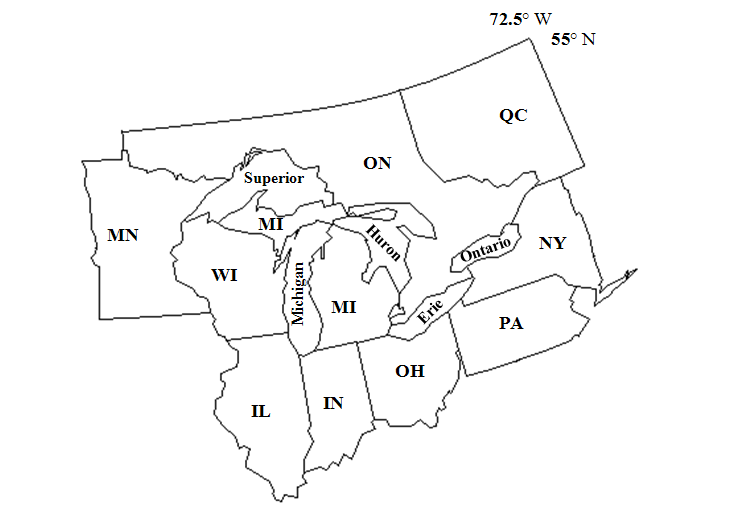 72.5° W
55° N
QC
ON
Superior
MI
MN
Huron
Ontario
NY
WI
Michigan
MI
Erie
PA
OH
IL
IN